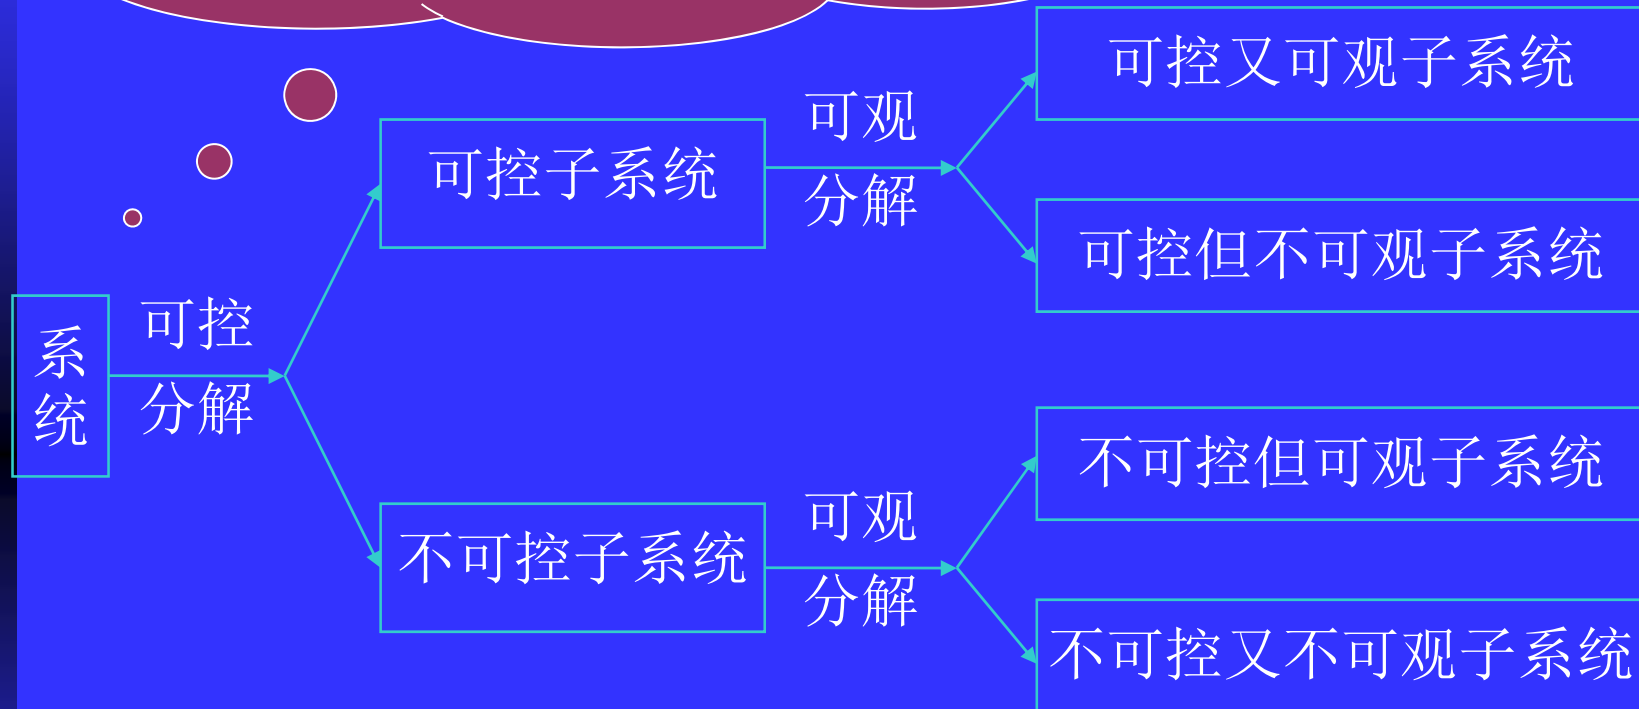 系
统
可控
分解
可控子系统
不可控子系统
可观
分解
可控又可观子系统
可控但不可观子系统
可观
分解
不可控但可观子系统
不可控又不可观子系统